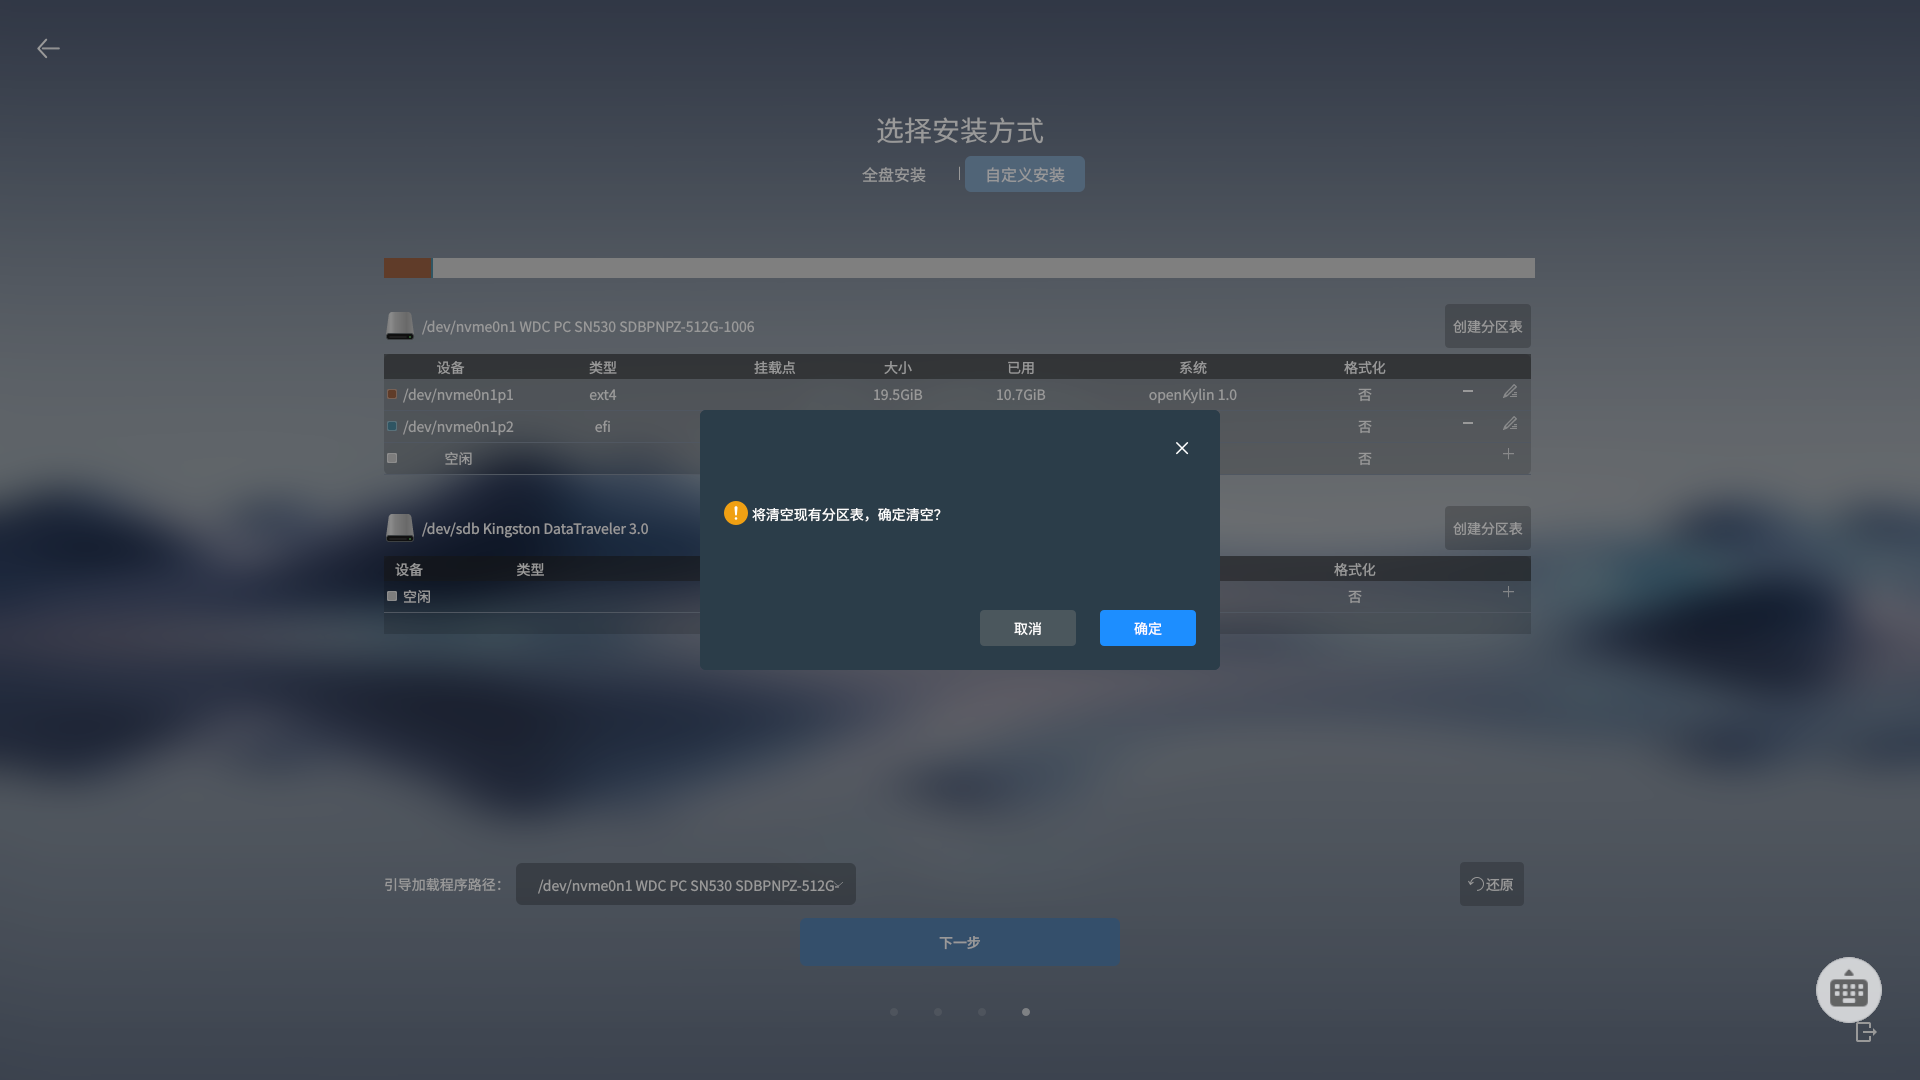 选择安装方式
全盘安装 | 自定义安装
/dev/nvme0n1 WDC PC SN530 SDBPNPZ-512G-1006 创建分区表
设备 类型 挂载点 大小 已用 系统 格式化
/dev/nvme0n1p1 ext4 19.5GiB 10.7GiB openKylin 1.0 否
/dev/nvme0n1p2 efi 否
空闲 否
将清空现有分区表，确定清空？
取消 确定
/dev/sdb Kingston DataTraveler 3.0 创建分区表
设备 类型 格式化
空闲 否
引导加载程序路径： /dev/nvme0n1 WDC PC SN530 SDBPNPZ-512G- 还原
下一步